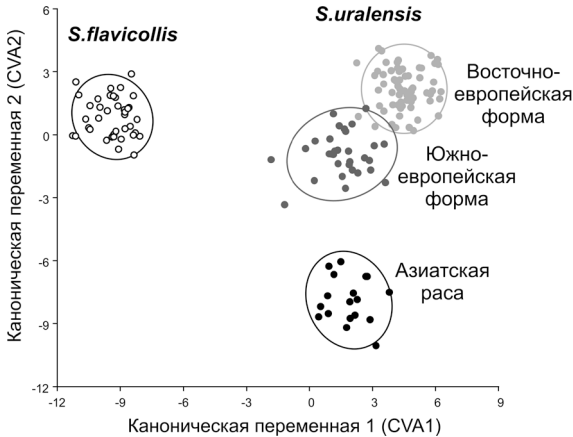 S.uralensis
S.flavicollis
Восточно-
европейская
форма
Южно-
европейская
форма
Азиатская
раса
Каноническая переменная 2 (CVA2)
6
3
0
-3
-6
-9
-12
-12 -9 -6 -3 0 3 6 9
Каноническая переменная 1 (CVA1)